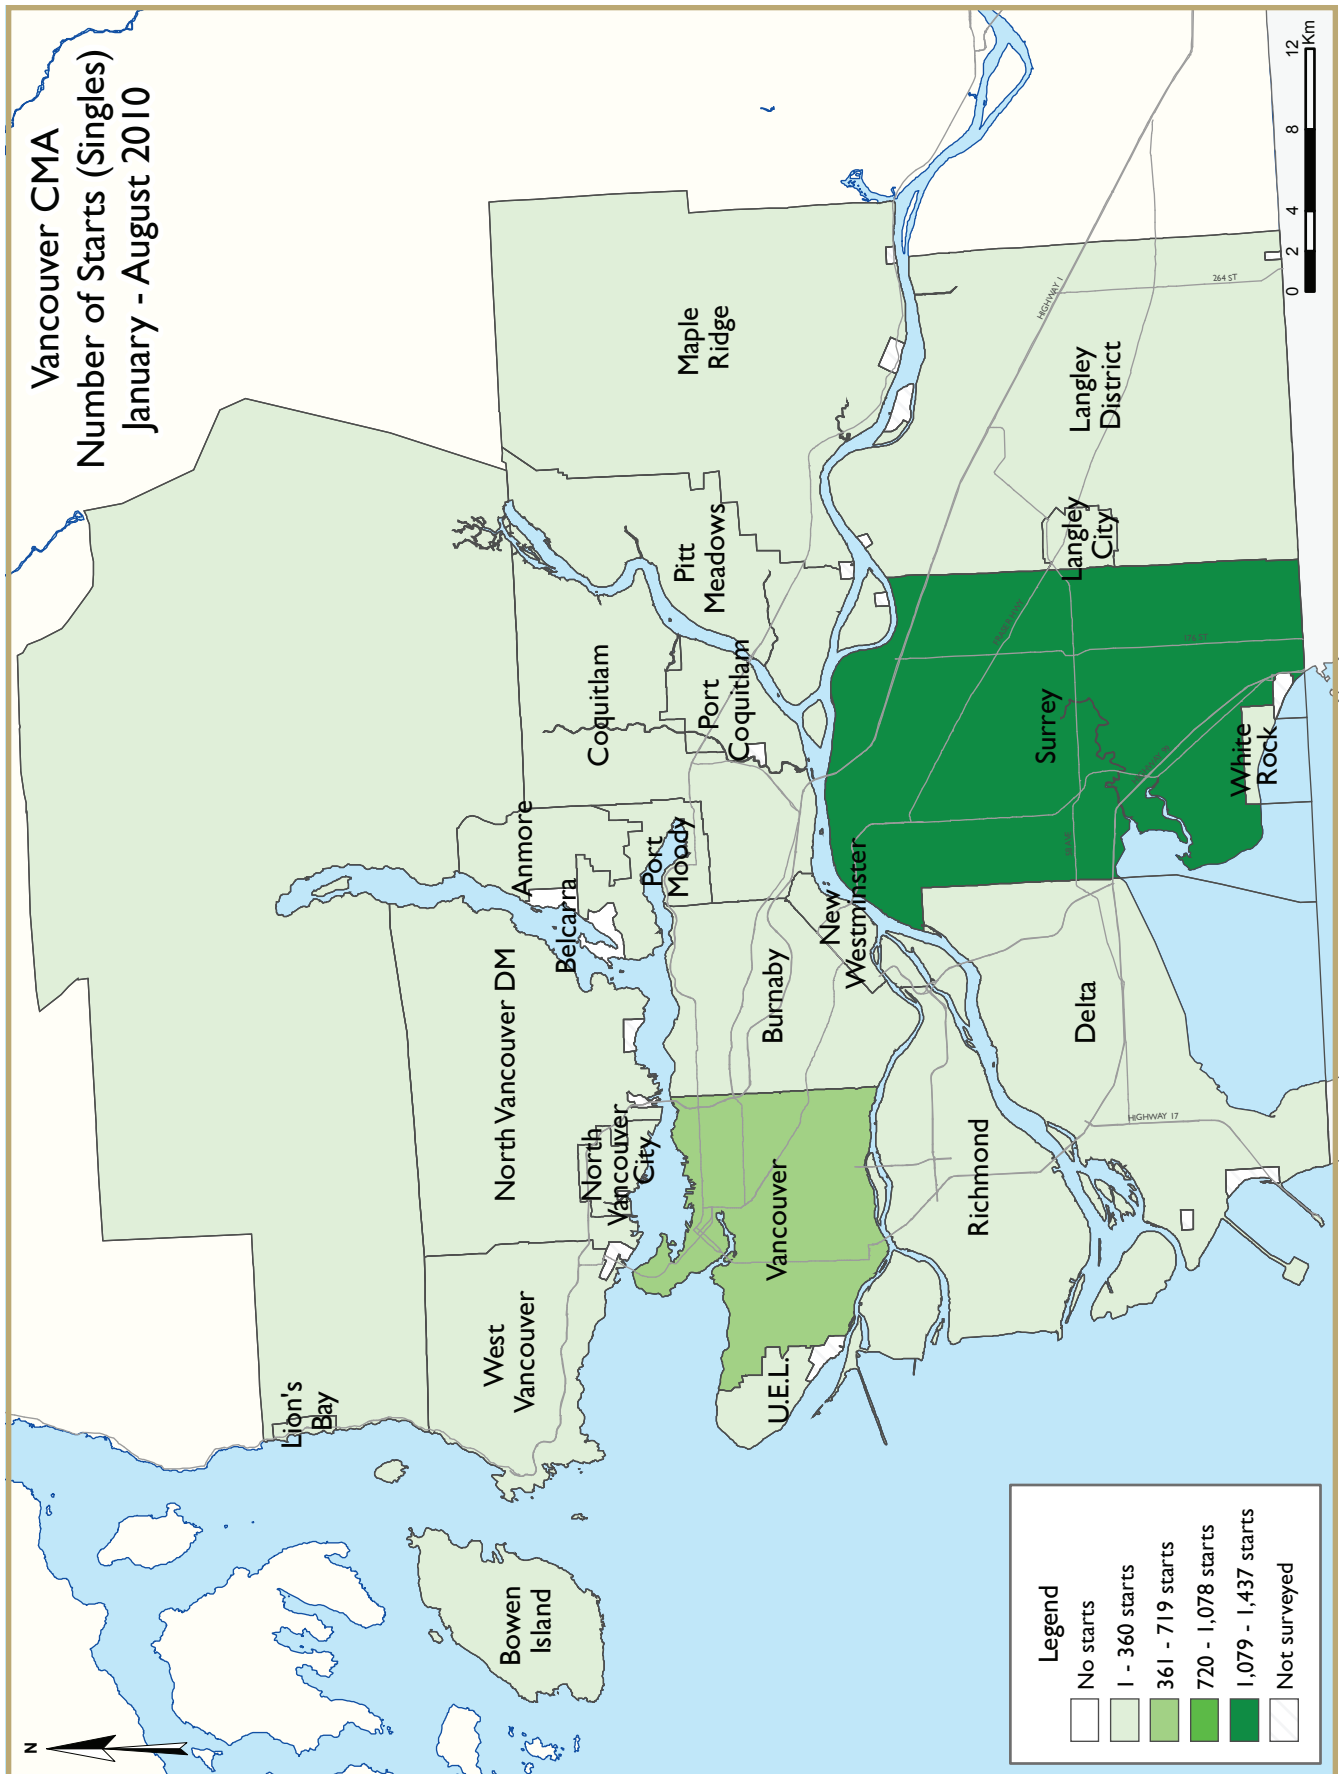 Vancouver CMA
Number of Starts (Singles)
January - August 2010
N
Lion's
Bay
Bowen
Island
West
Vancouver
North Vancouver DM
North
Vancouver
City
Anmore
Belcarra
Port
Moody
Coquitlam
Port
Coquitlam
Pitt
Meadows
Maple
Ridge
U.E.L.
Vancouver
Burnaby
New
Westminster
Richmond
Delta
Surrey
White
Rock
Langley
City
Langley
District
HIGHWAY 1
264 ST
176 ST
HIGHWAY 17
Legend
No starts
1 - 360 starts
361 - 719 starts
720 - 1,078 starts
1,079 - 1,437 starts
Not surveyed
0 2 4 8 12
Km